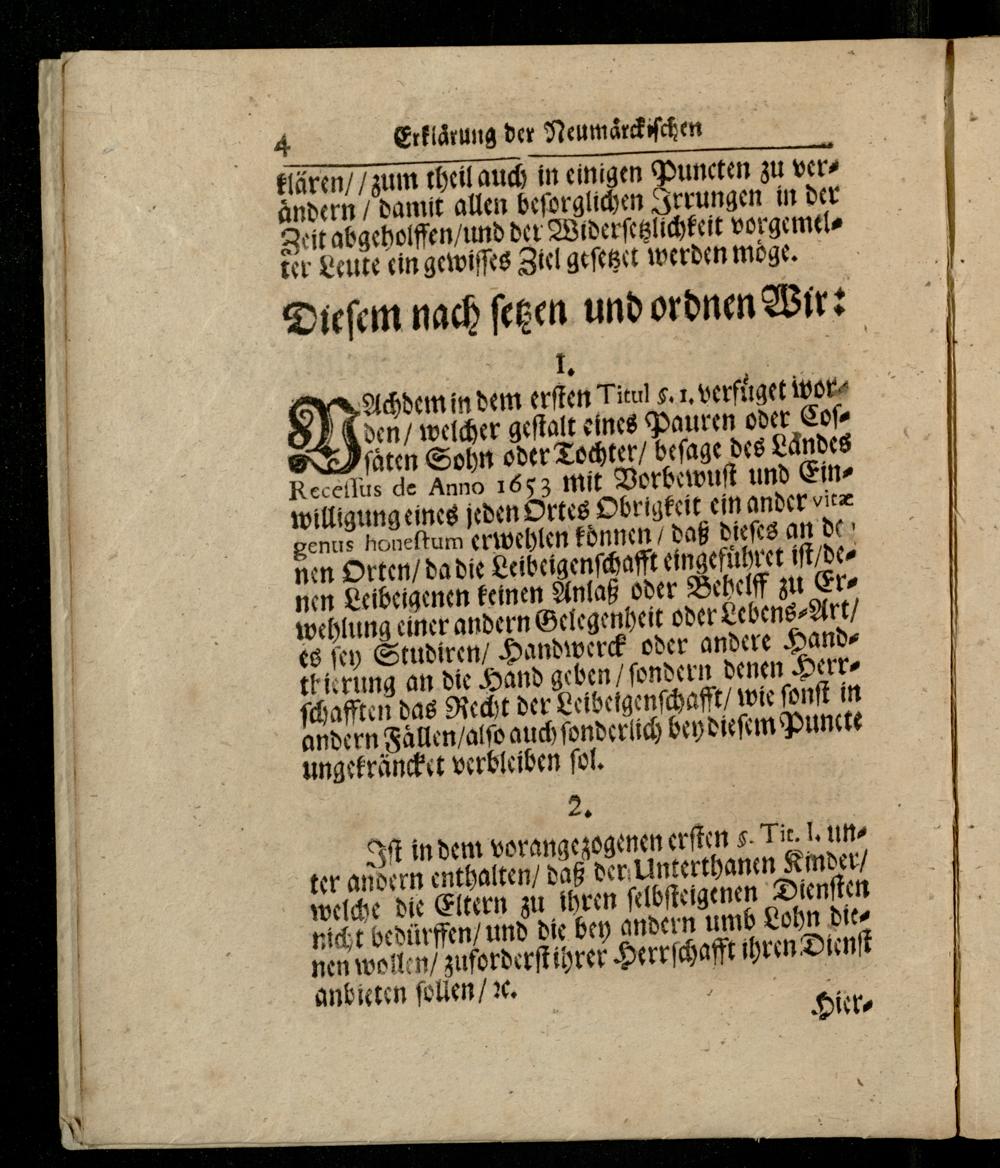 4 Erklärung der Neumärckischen
klären//zum theil auch in einigen Puncten zu ver-
ändern / damit allen besorglichen Irrungen in der
Zeit abgeholffen/und der Widersetzlichkeit vorgemel-
ter Leute ein gewisses Ziel gesetzet werden möge.
Diesem nach setzen und ordnen Wir:
I.
NAchdem in dem ersten Titul §. 1. verfüget wor-
den/ welcher gestalt eines Pauren oder Cos-
säten Sohn oder Tochter/ besage des Landes
Recessus de Anno 1653 mit Vorbewust und Ein-
willigung eines jeden Ortes Obrigkeit ein ander vitæ
genus honestum erwehlen können / daß dieses an de-
nen Orten/ da die Leibeigenschafft eingeführet ist/de-
nen Leibeigenen keinen Anlaß oder Behelff zu Er-
wehlung einer andern Gelegenheit oder Lebens-Art/
es sey Studiren/ Handwerck oder andere Hand-
thierung an die Hand geben / sondern denen Herr-
schafften das Recht der Leibeigenschafft/ wie sonst in
andern Fällen/also auch sonderlich bey diesem Puncte
ungekräncket verbleiben sol.
2.
Ist in dem vorangezogenen ersten §. Tit. I. un-
ter andern enthalten/ daß der Unterthanen Kinder/
welche die Eltern zu ihren selbsteigenen Diensten
nicht bedürffen/ und die bey andern umb Lohn die-
nen wollen/ zuforderst ihrer Herrschafft ihren Dienst
anbieten sollen/ ꝛc.
Hier-